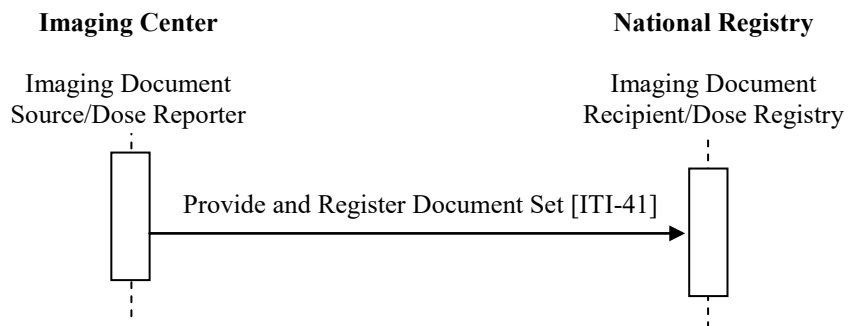 Imaging Center
National Registry
Imaging Document
Source/Dose Reporter
Imaging Document
Recipient/Dose Registry
Provide and Register Document Set [ITI-41]